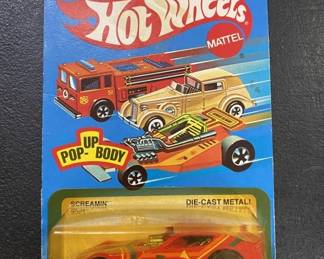 Hot Wheels
MATTEL
POP-UP BODY
SCREAMIN'
DIE-CAST METAL!